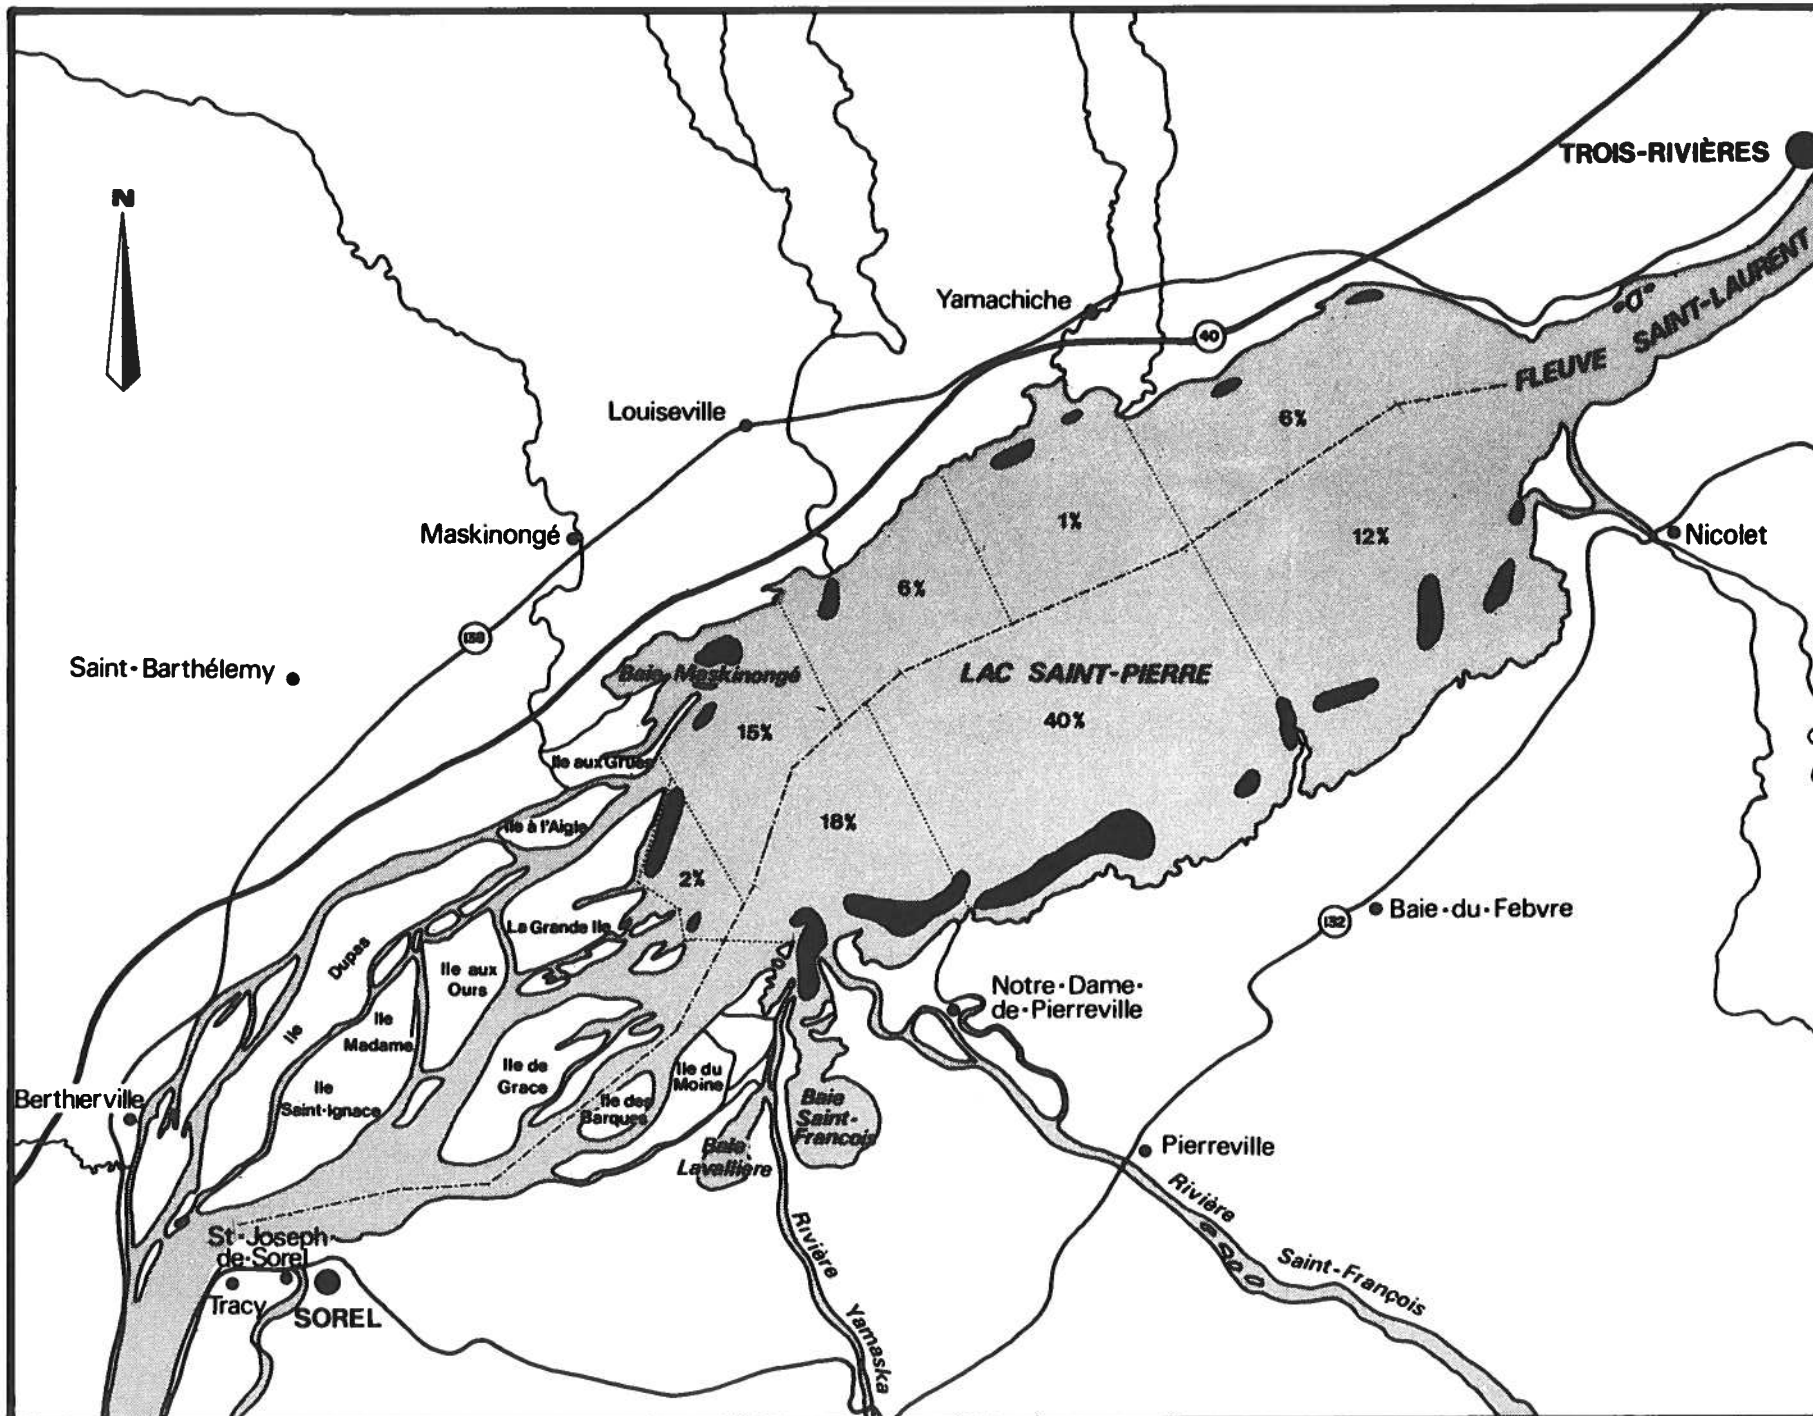 TROIS-RIVIÈRES
N
FLEUVE SAINT-LAURENT
Yamachiche
40
Louiseville
6%
1%
12%
Maskinongé
Nicolet
6%
138
Saint-Barthélemy
Baie Maskinongé
LAC SAINT-PIERRE
15%
40%
Ile aux Grues
Ile à l'Aigle
18%
2%
La Grande Ile
132
Baie-du-Febvre
Ile Dupas
Ile aux
Ours
Notre-Dame-
de-Pierreville
Ile
Madame
Ile de
Grace
Ile du
Moine
Ile
Saint-Ignace
Ile des
Barques
Berthierville
Baie
Saint-
François
Baie
Lavallière
Pierreville
Rivière Saint-François
Rivière Yamaska
St-Joseph-
de-Sorel
Tracy
SOREL